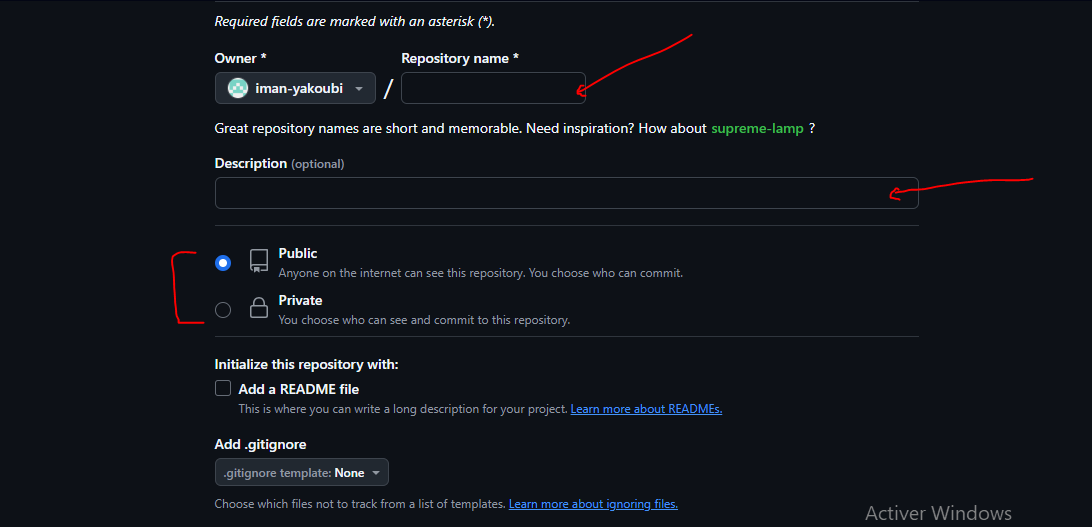 Required fields are marked with an asterisk (*).
Owner * Repository name *
iman-yakoubi /
Great repository names are short and memorable. Need inspiration? How about supreme-lamp ?
Description (optional)
Public
Anyone on the internet can see this repository. You choose who can commit.
Private
You choose who can see and commit to this repository.
Initialize this repository with:
Add a README file
This is where you can write a long description for your project. Learn more about READMEs.
Add .gitignore
.gitignore template: None
Choose which files not to track from a list of templates. Learn more about ignoring files.
Activer Windows